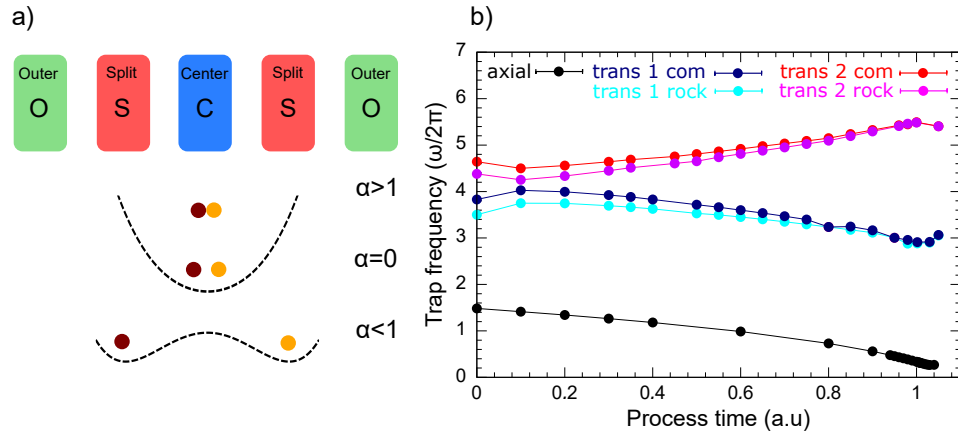 a)
Outer Split Center Split Outer
O S C S O
α>1
α=0
α<1
b)
axial trans 1 com trans 2 com
trans 1 rock trans 2 rock
7
6
5
4
3
2
1
0
Trap frequency (ω/2π)
0 0.2 0.4 0.6 0.8 1
Process time (a.u)